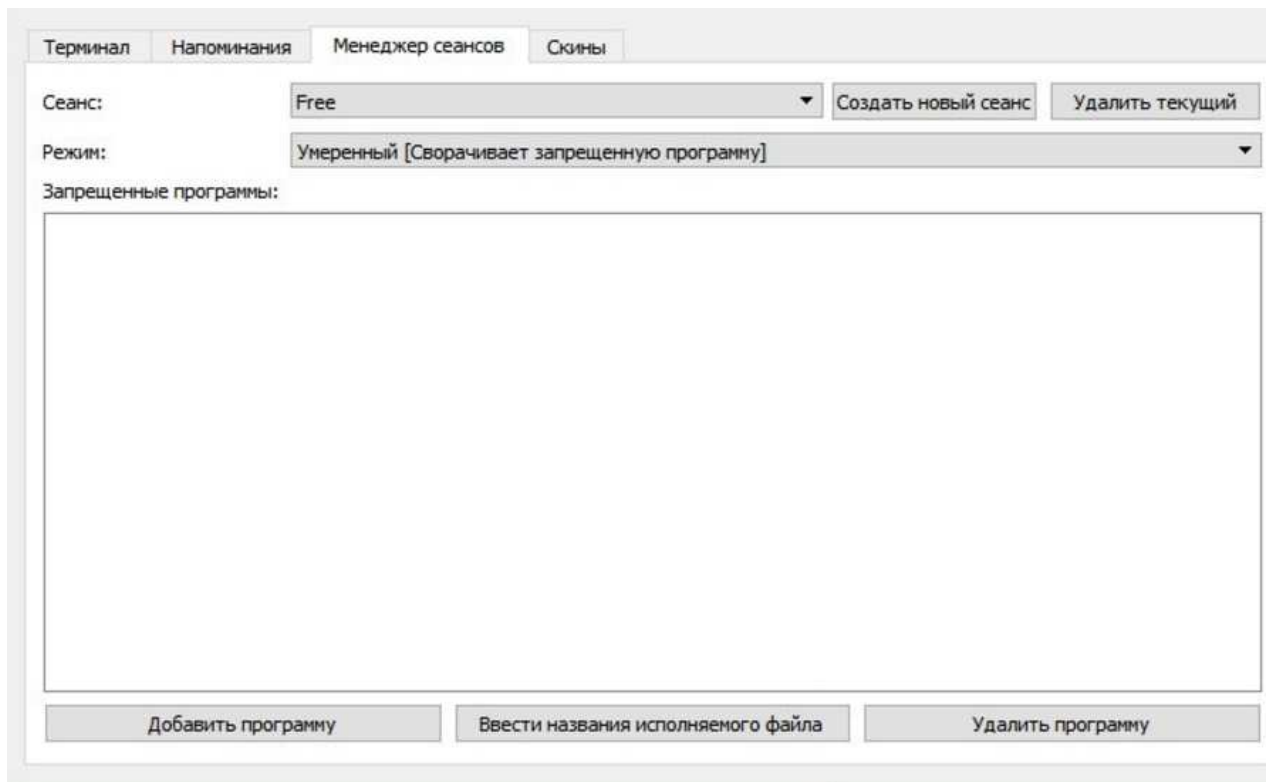 Терминал Напоминания Менеджер сеансов Скины
Сеанс: Free Создать новый сеанс Удалить текущий
Режим: Умеренный [Сворачивает запрещенную программу]
Запрещенные программы:
Добавить программу Ввести названия исполняемого файла Удалить программу